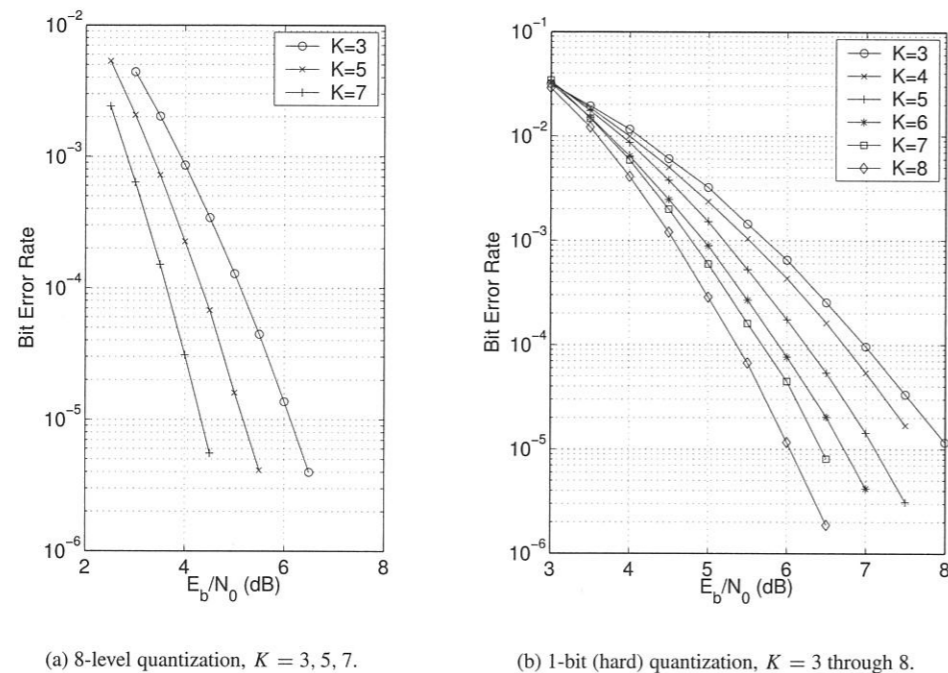 10^-2
10^-3
10^-4
10^-5
10^-6
Bit Error Rate
2
4
6
8
E_b/N_0 (dB)
K=3
K=5
K=7
(a) 8-level quantization, K = 3, 5, 7.
10^-1
10^-2
10^-3
10^-4
10^-5
10^-6
Bit Error Rate
3
4
5
6
7
8
E_b/N_0 (dB)
K=3
K=4
K=5
K=6
K=7
K=8
(b) 1-bit (hard) quantization, K = 3 through 8.